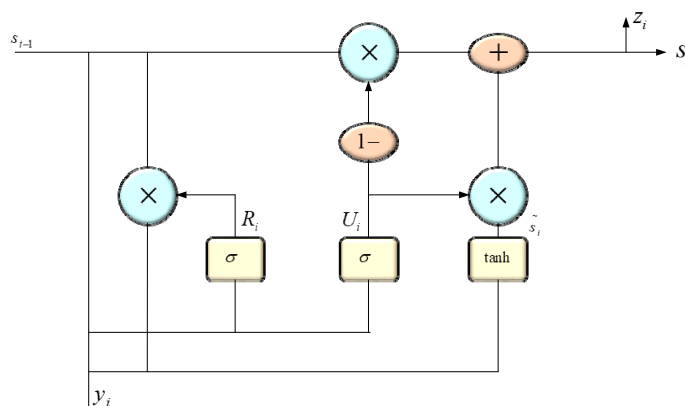 z_i
s_{i-1}
×
+
s
1−
×
×
R_i
U_i
s̃_i
σ
σ
tanh
y_i